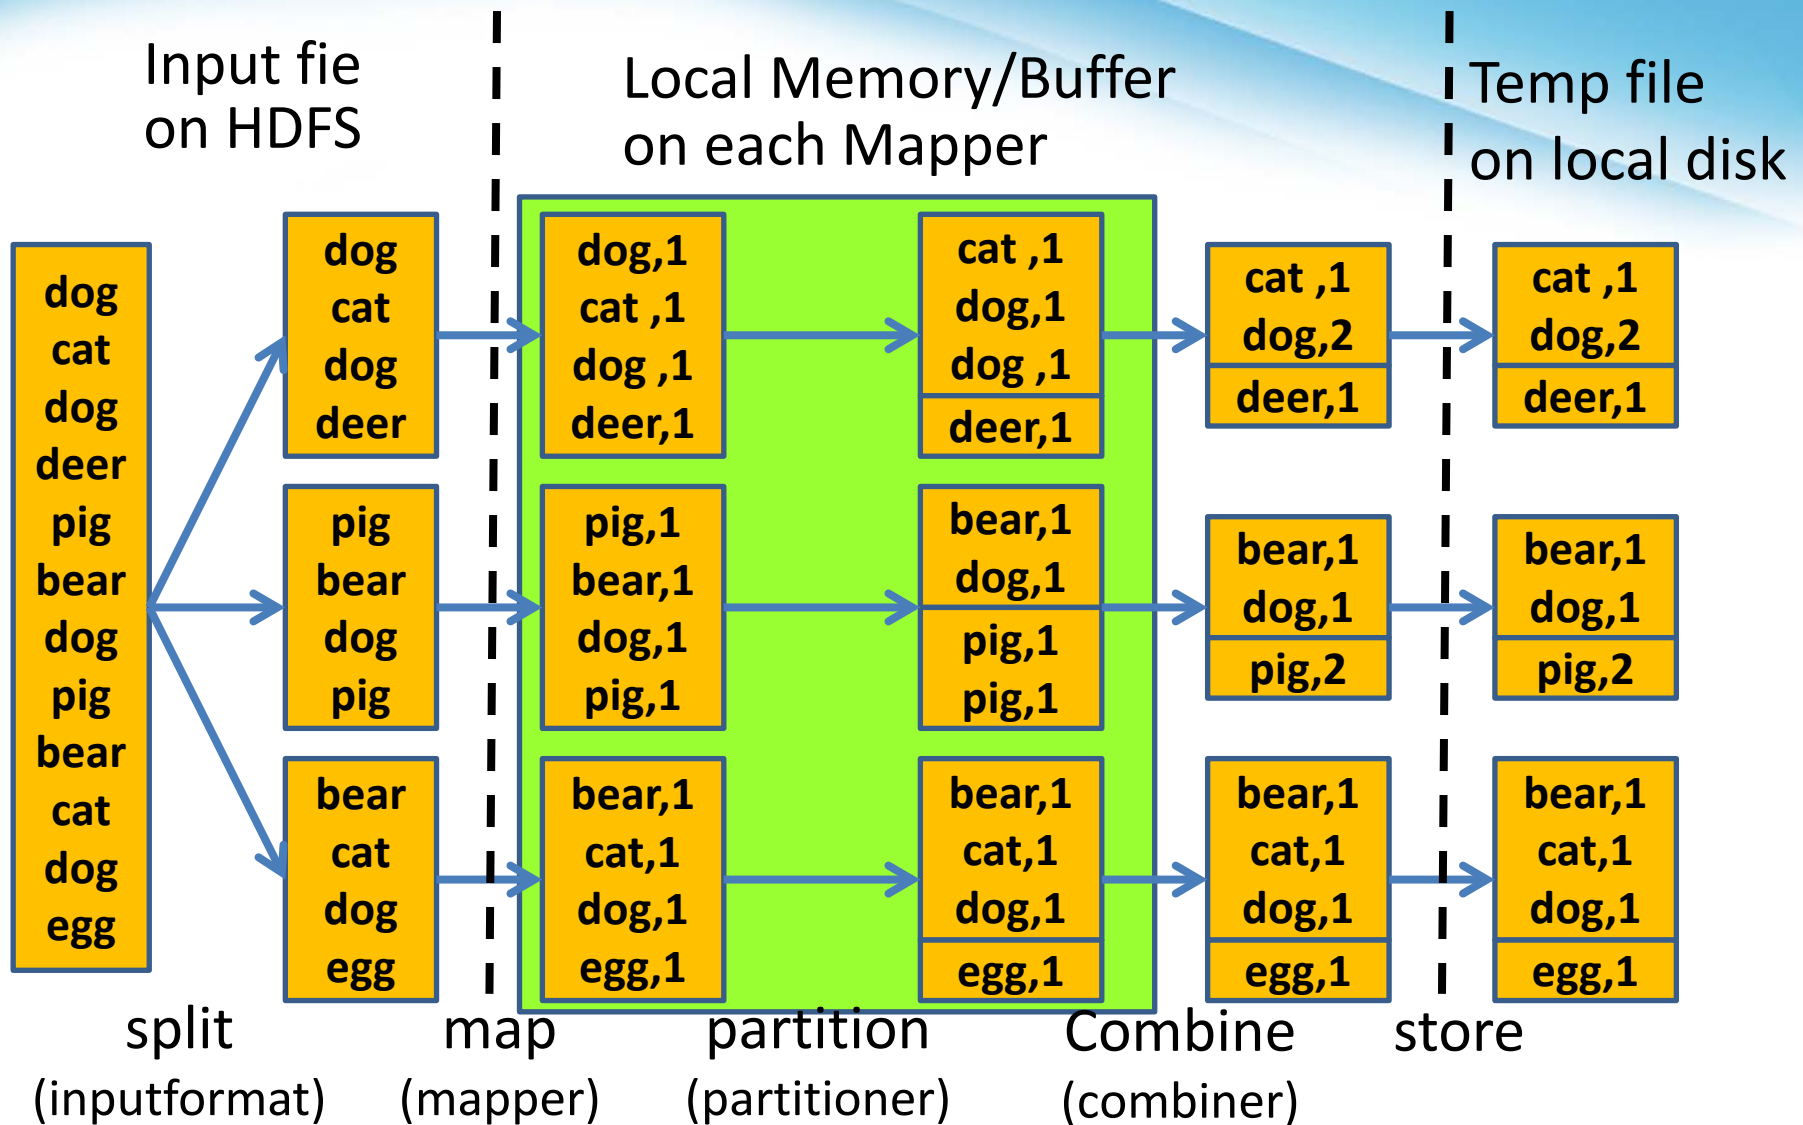 Input fie
on HDFS
Local Memory/Buffer
on each Mapper
Temp file
on local disk
dog
cat
dog
deer
pig
bear
dog
pig
bear
cat
dog
egg
dog
cat
dog
deer
pig
bear
dog
pig
bear
cat
dog
egg
dog,1
cat ,1
dog ,1
deer,1
pig,1
bear,1
dog,1
pig,1
bear,1
cat,1
dog,1
egg,1
cat ,1
dog,1
dog ,1
deer,1
bear,1
dog,1
pig,1
pig,1
bear,1
cat,1
dog,1
egg,1
cat ,1
dog,2
deer,1
bear,1
dog,1
pig,2
bear,1
cat,1
dog,1
egg,1
cat ,1
dog,2
deer,1
bear,1
dog,1
pig,2
bear,1
cat,1
dog,1
egg,1
split
(inputformat)
map
(mapper)
partition
(partitioner)
Combine
(combiner)
store